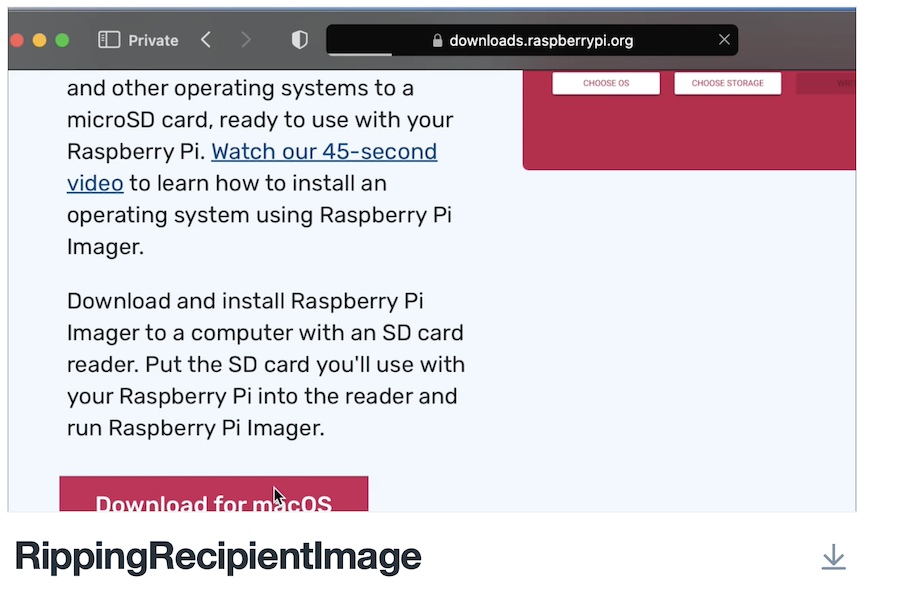 Private
downloads.raspberrypi.org
and other operating systems to a
microSD card, ready to use with your
Raspberry Pi. Watch our 45-second
video to learn how to install an
operating system using Raspberry Pi
Imager.
CHOOSE OS
CHOOSE STORAGE
Download and install Raspberry Pi
Imager to a computer with an SD card
reader. Put the SD card you'll use with
your Raspberry Pi into the reader and
run Raspberry Pi Imager.
Download for macOS
RippingRecipientImage